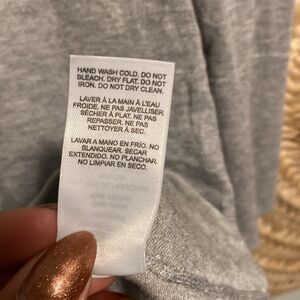 HAND WASH COLD. DO NOT
BLEACH. DRY FLAT. DO NOT
IRON. DO NOT DRY CLEAN.
LAVER À LA MAIN À L'EAU
FROIDE. NE PAS JAVELLISER.
SÉCHER À PLAT. NE PAS
REPASSER. NE PAS
NETTOYER À SEC.
LAVAR A MANO EN FRÍO. NO
BLANQUEAR. SECAR
EXTENDIDO. NO PLANCHAR.
NO LIMPIAR EN SECO.